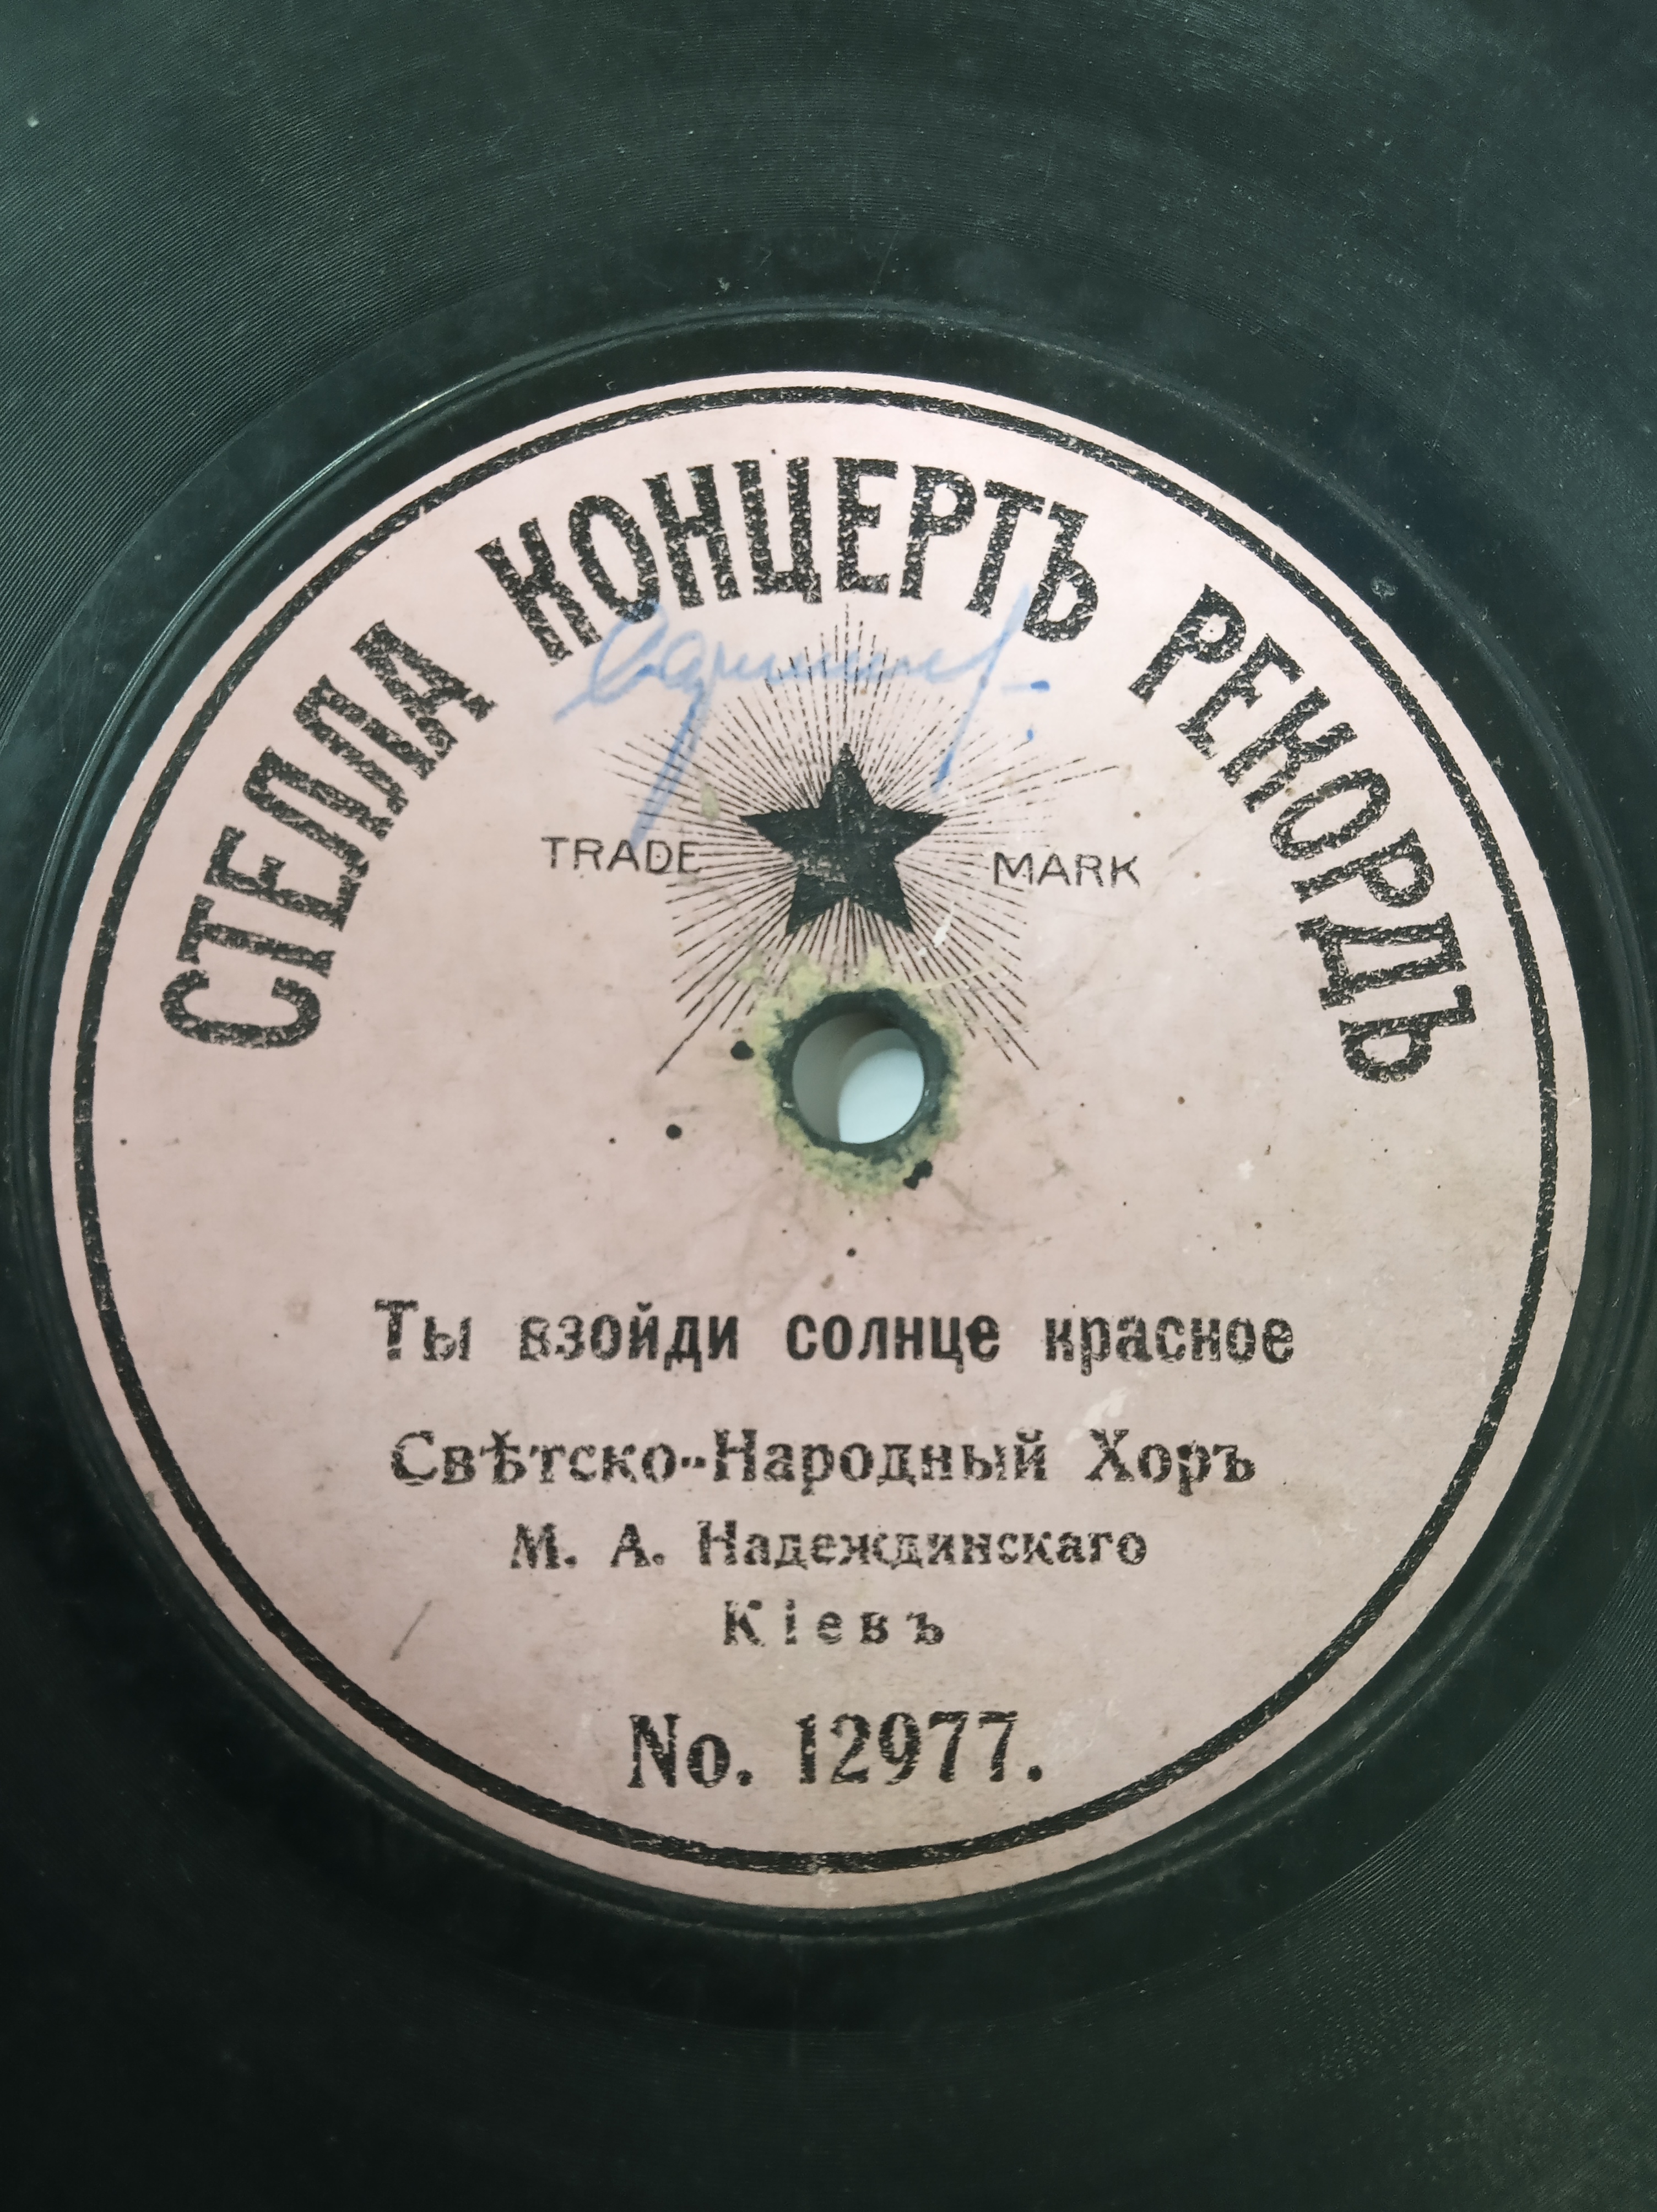 СТЕЛЛА КОНЦЕРТЪ РЕКОРДЪ
TRADE MARK
Ты взойди солнце красное
Свѣтско-Народный Хоръ
М. А. Надеждинскаго
Кіевъ
No. 12977.